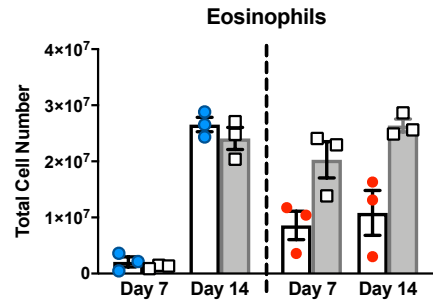 Eosinophils
Total Cell Number
4×10⁷
3×10⁷
2×10⁷
1×10⁷
0
Day 7 Day 14 Day 7 Day 14